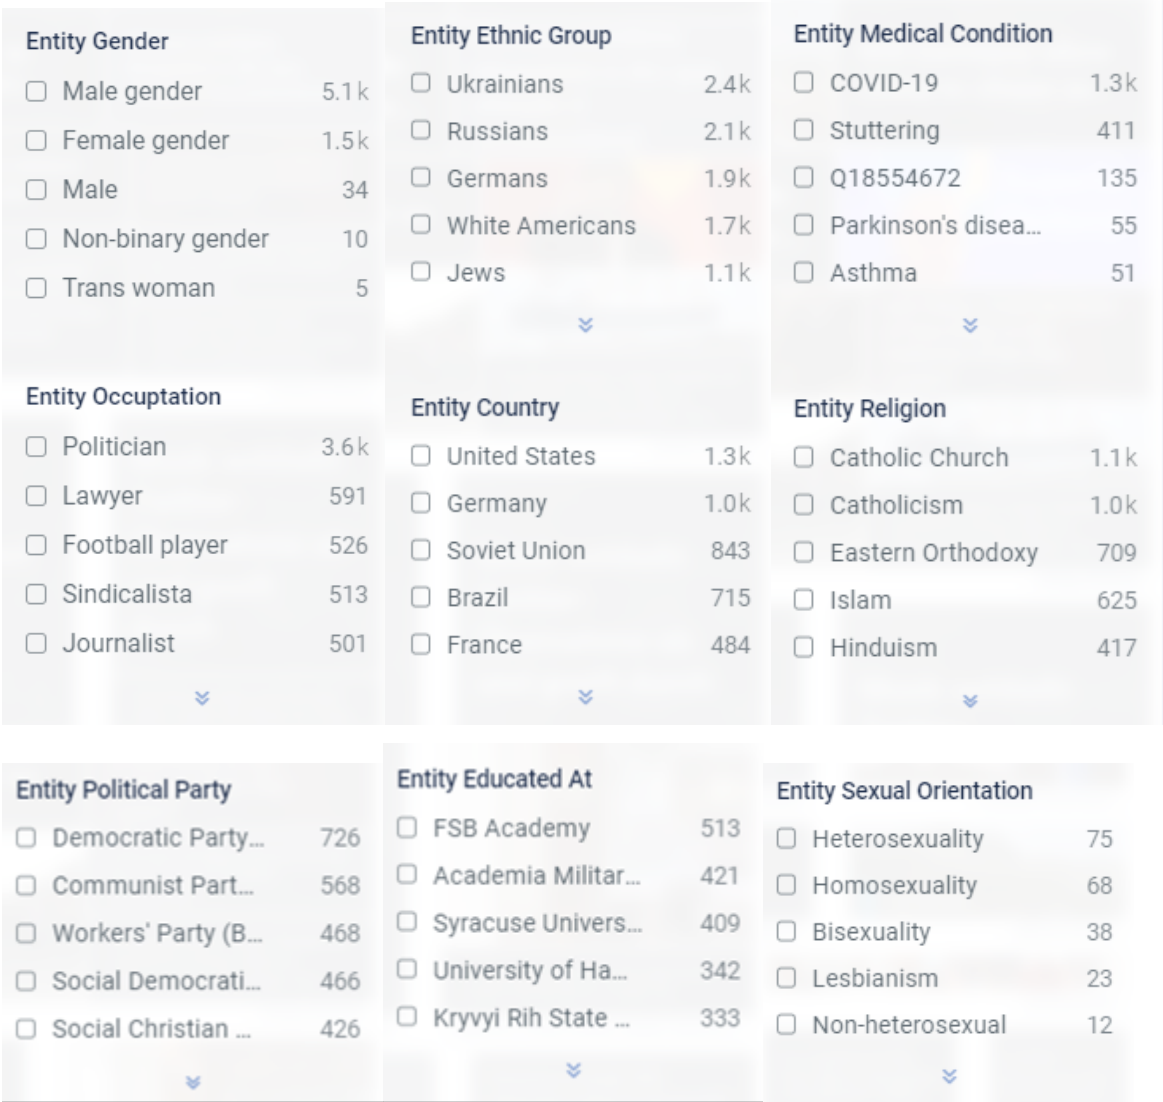 Entity Gender
Male gender 5.1k
Female gender 1.5k
Male 34
Non-binary gender 10
Trans woman 5
Entity Ethnic Group
Ukrainians 2.4k
Russians 2.1k
Germans 1.9k
White Americans 1.7k
Jews 1.1k
Entity Medical Condition
COVID-19 1.3k
Stuttering 411
Q18554672 135
Parkinson's disea... 55
Asthma 51
Entity Occuptation
Politician 3.6k
Lawyer 591
Football player 526
Sindicalista 513
Journalist 501
Entity Country
United States 1.3k
Germany 1.0k
Soviet Union 843
Brazil 715
France 484
Entity Religion
Catholic Church 1.1k
Catholicism 1.0k
Eastern Orthodoxy 709
Islam 625
Hinduism 417
Entity Political Party
Democratic Party... 726
Communist Part... 568
Workers' Party (B... 468
Social Democrati... 466
Social Christian ... 426
Entity Educated At
FSB Academy 513
Academia Militar... 421
Syracuse Univers... 409
University of Ha... 342
Kryvyi Rih State ... 333
Entity Sexual Orientation
Heterosexuality 75
Homosexuality 68
Bisexuality 38
Lesbianism 23
Non-heterosexual 12